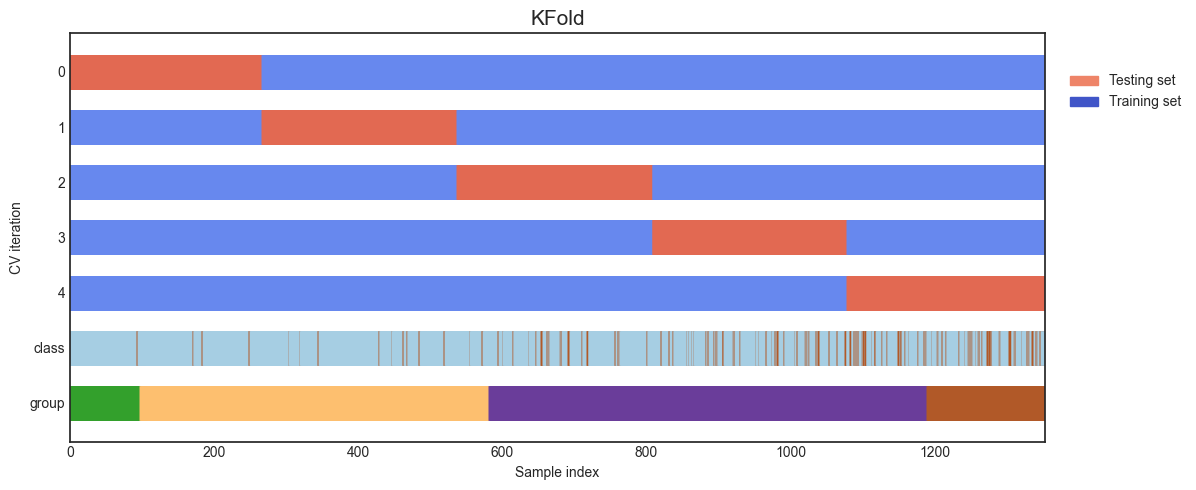 KFold
0
1
2
3
4
class
group
CV iteration
0 200 400 600 800 1000 1200
Sample index
Testing set
Training set